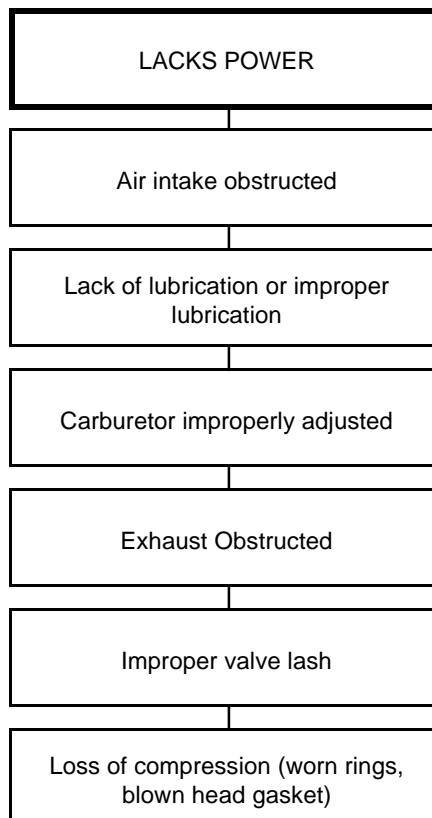 LACKS POWER
Air intake obstructed
Lack of lubrication or improper
lubrication
Carburetor improperly adjusted
Exhaust Obstructed
Improper valve lash
Loss of compression (worn rings,
blown head gasket)